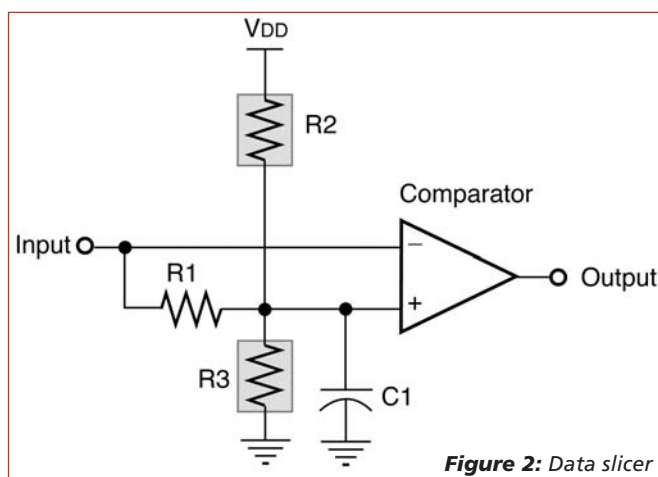 VDD
R2
Comparator
Input
−
R1
+
Output
R3
C1
Figure 2: Data slicer